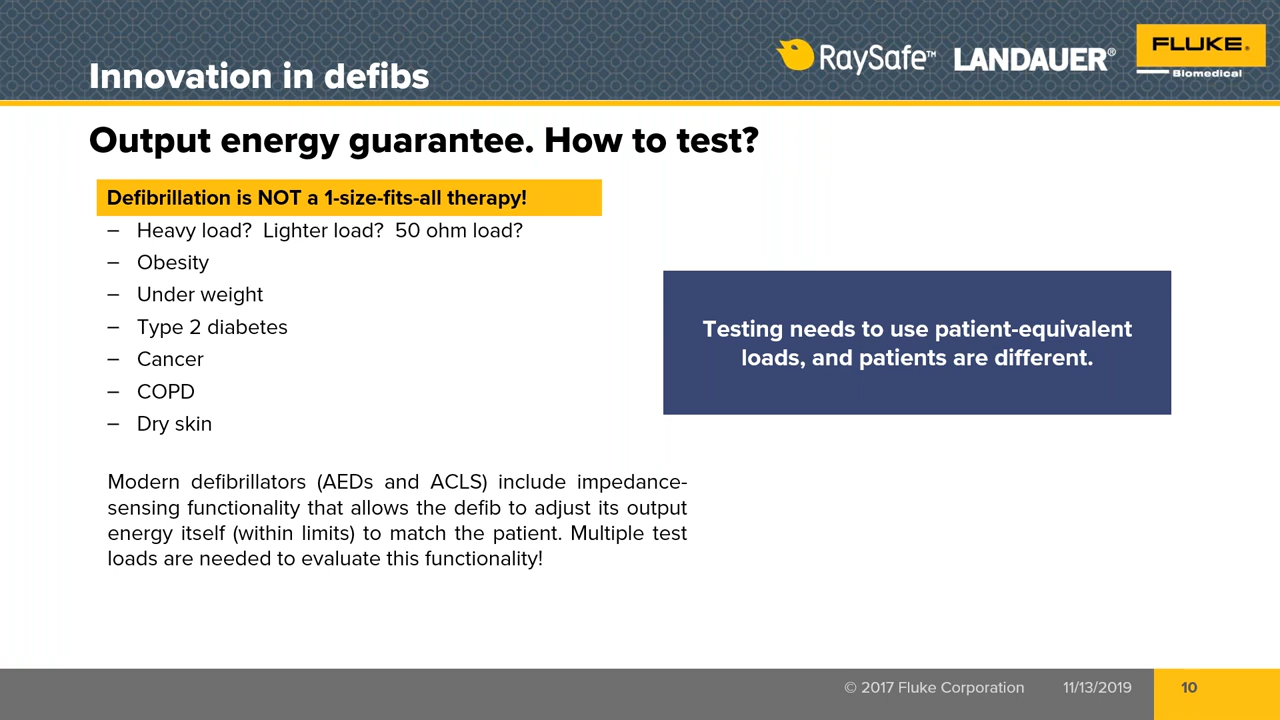 Innovation in defibs
RaySafe™
LANDAUER®
FLUKE®
Biomedical
Output energy guarantee. How to test?
Defibrillation is NOT a 1-size-fits-all therapy!
– Heavy load? Lighter load? 50 ohm load?
– Obesity
– Under weight
– Type 2 diabetes
– Cancer
– COPD
– Dry skin
Testing needs to use patient-equivalent
loads, and patients are different.
Modern defibrillators (AEDs and ACLS) include impedance-
sensing functionality that allows the defib to adjust its output
energy itself (within limits) to match the patient. Multiple test
loads are needed to evaluate this functionality!
© 2017 Fluke Corporation 11/13/2019 10